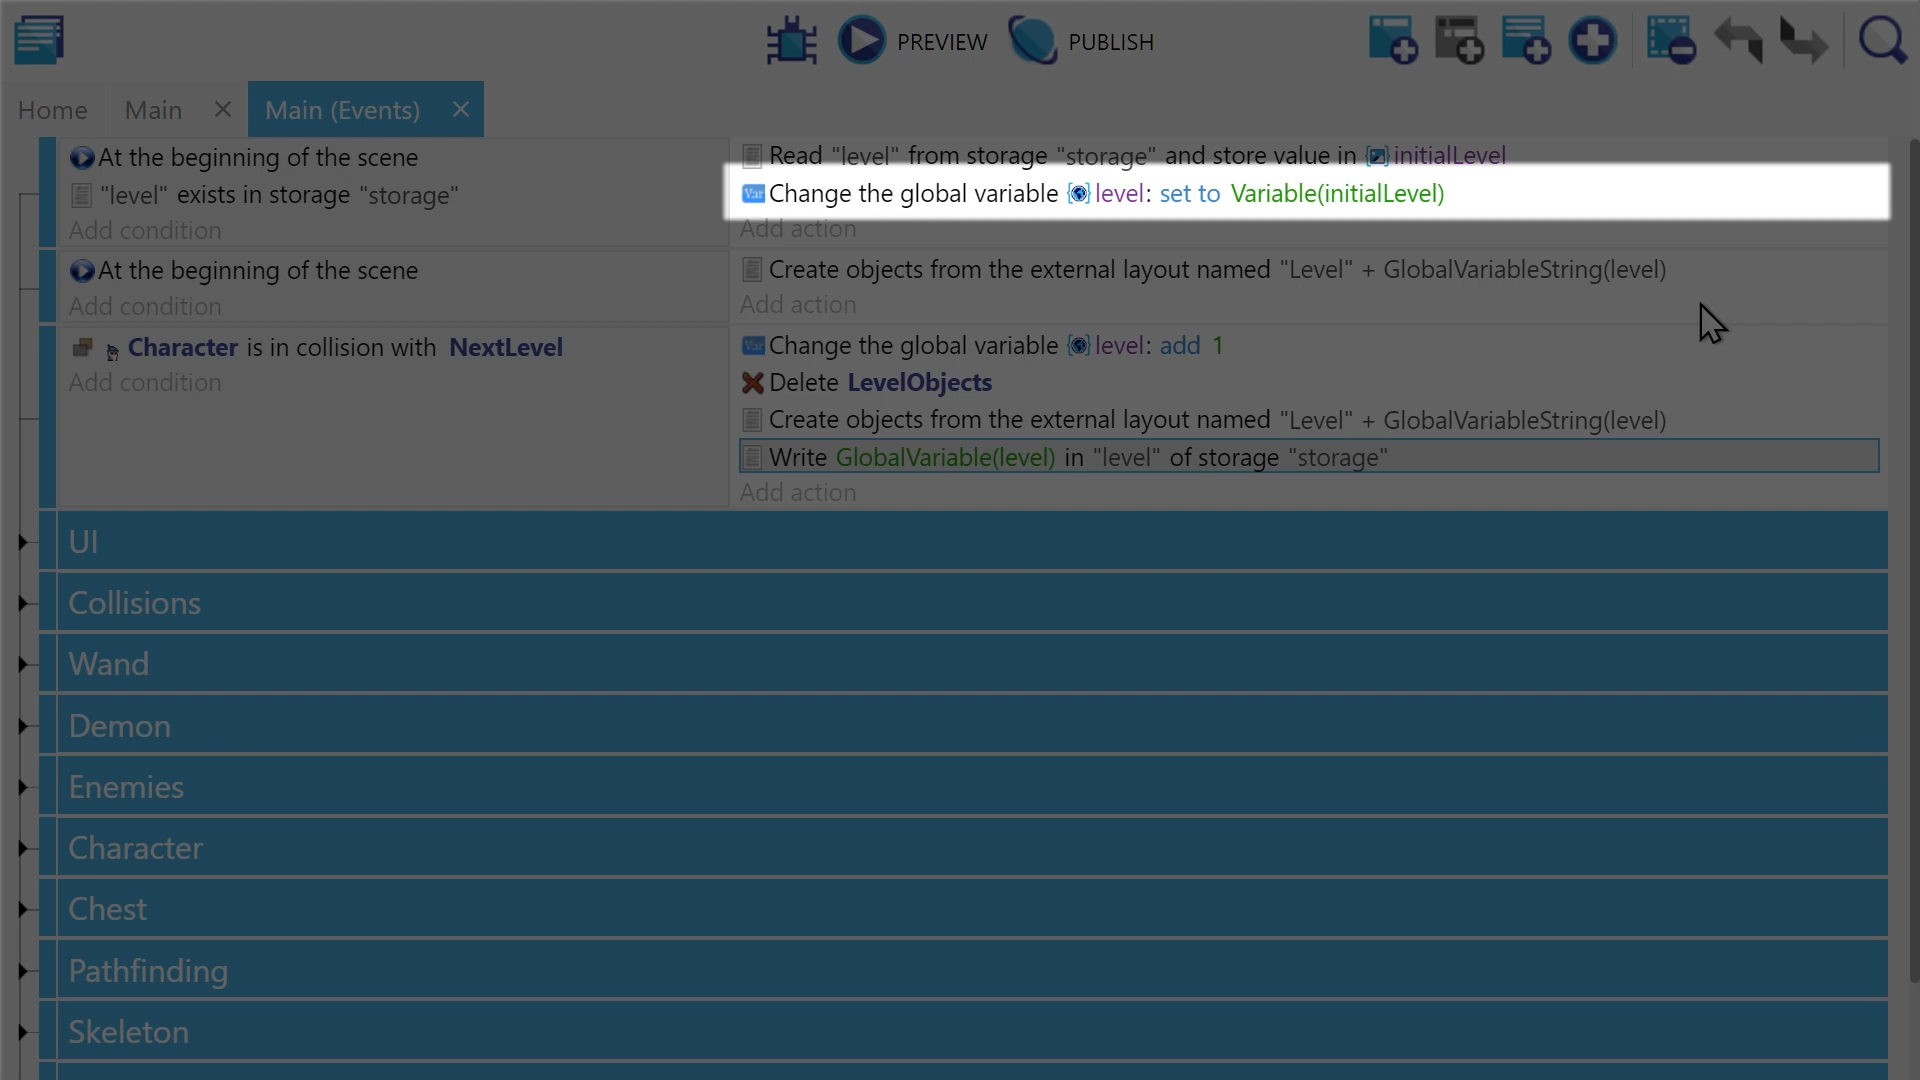 PREVIEW PUBLISH
Home Main Main (Events)
At the beginning of the scene
"level" exists in storage "storage"
Add condition
Read "level" from storage "storage" and store value in initialLevel
Var Change the global variable level: set to Variable(initialLevel)
Add action
At the beginning of the scene
Add condition
Create objects from the external layout named "Level" + GlobalVariableString(level)
Add action
Character is in collision with NextLevel
Add condition
Var Change the global variable level: add 1
Delete LevelObjects
Create objects from the external layout named "Level" + GlobalVariableString(level)
Write GlobalVariable(level) in "level" of storage "storage"
Add action
UI
Collisions
Wand
Demon
Enemies
Character
Chest
Pathfinding
Skeleton